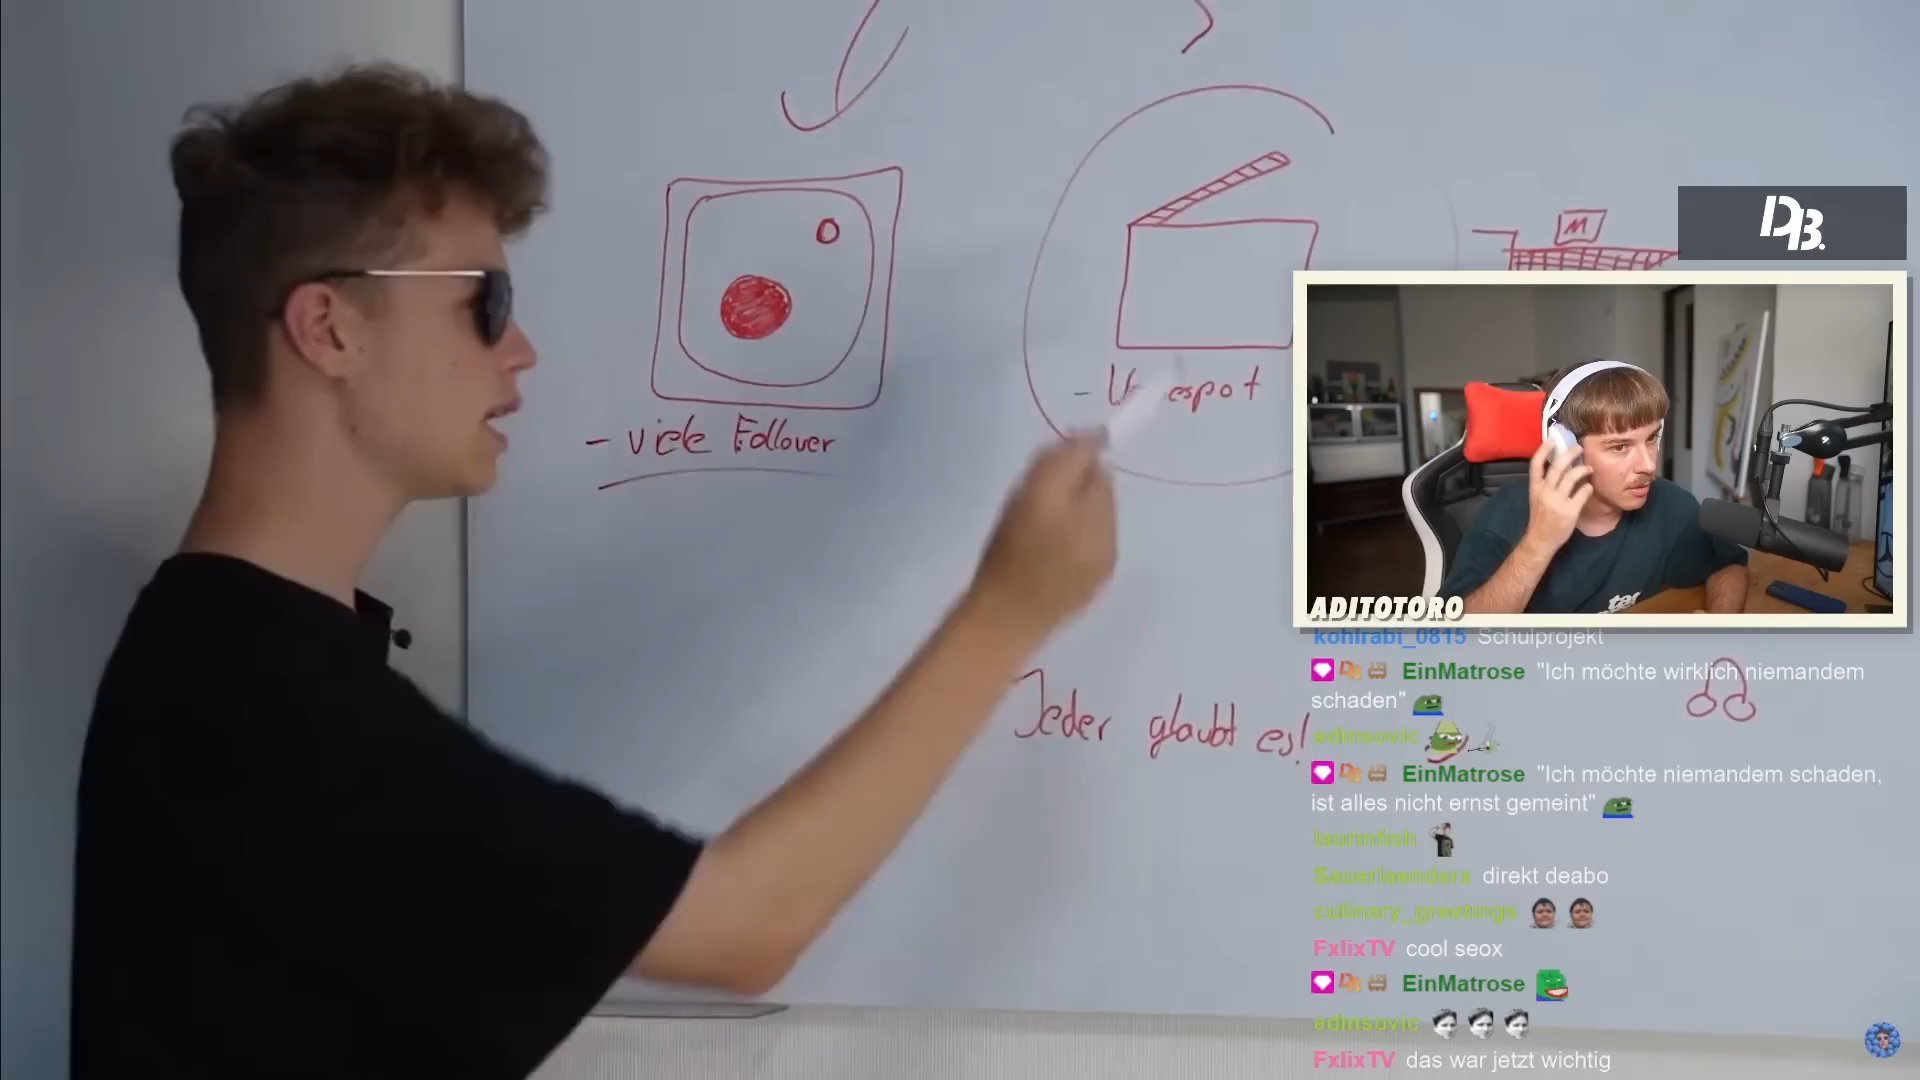 M
DB.
- viele Follower
espot
Jeder glaubt es!
ADITOTORO
kohlrabi_0815 Schulprojekt
EinMatrose "Ich möchte wirklich niemandem
schaden"
edinsovic
EinMatrose "Ich möchte niemandem schaden,
ist alles nicht ernst gemeint"
laurinfish
Sauerlaenderx direkt deabo
culinary_greetings
FxlixTV cool seox
EinMatrose
edinsovic
FxlixTV das war jetzt wichtig